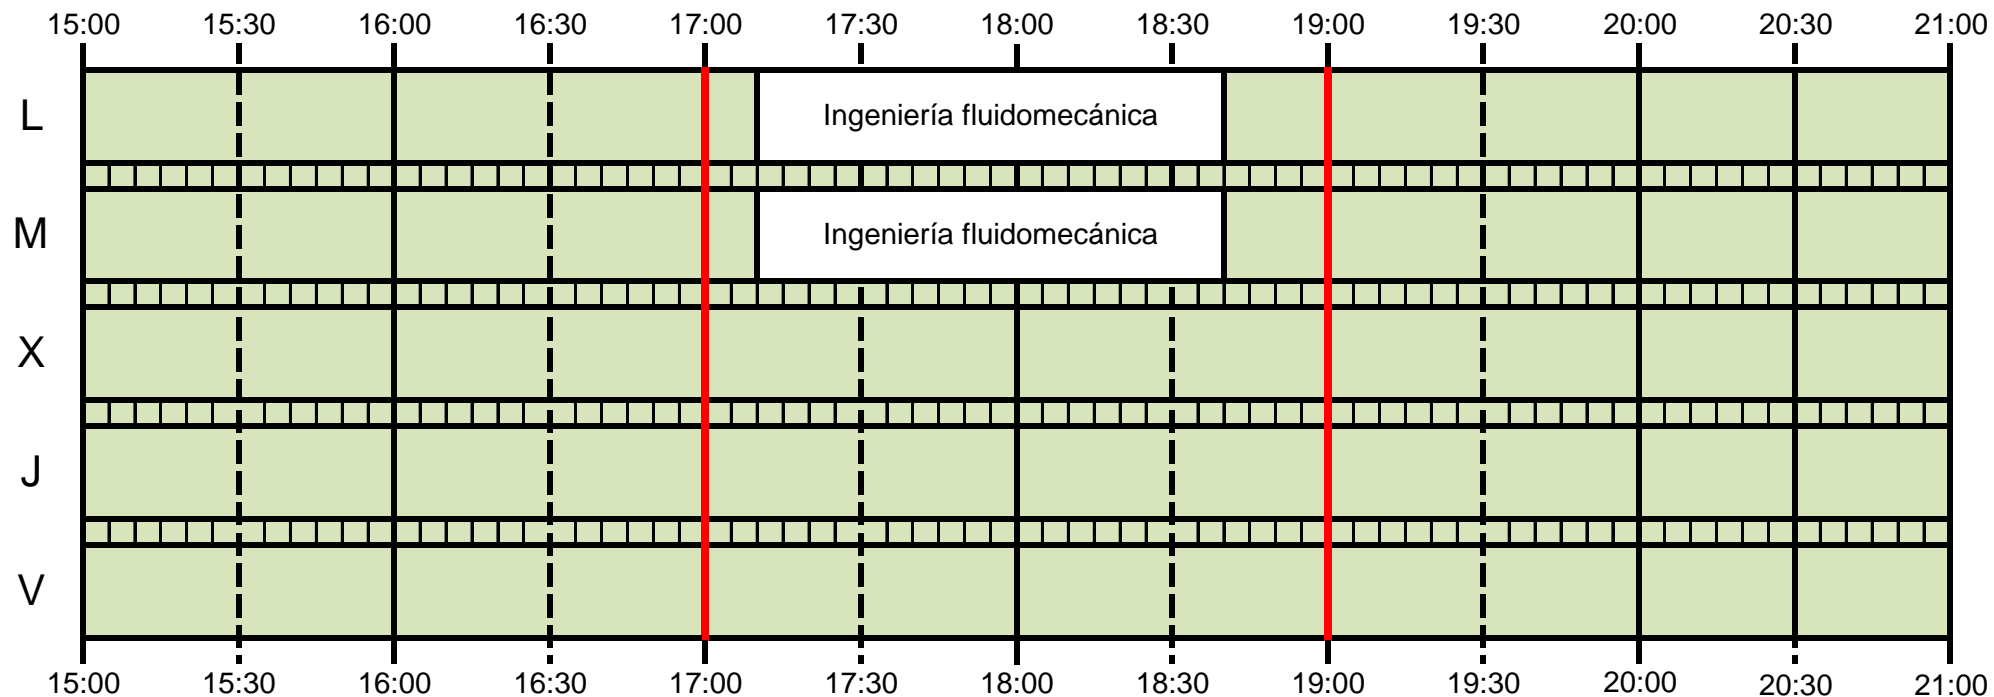 15:00 15:30 16:00 16:30 17:00 17:30 18:00 18:30 19:00 19:30 20:00 20:30 21:00
L Ingeniería fluidomecánica
M Ingeniería fluidomecánica
X
J
V
15:00 15:30 16:00 16:30 17:00 17:30 18:00 18:30 19:00 19:30 20:00 20:30 21:00